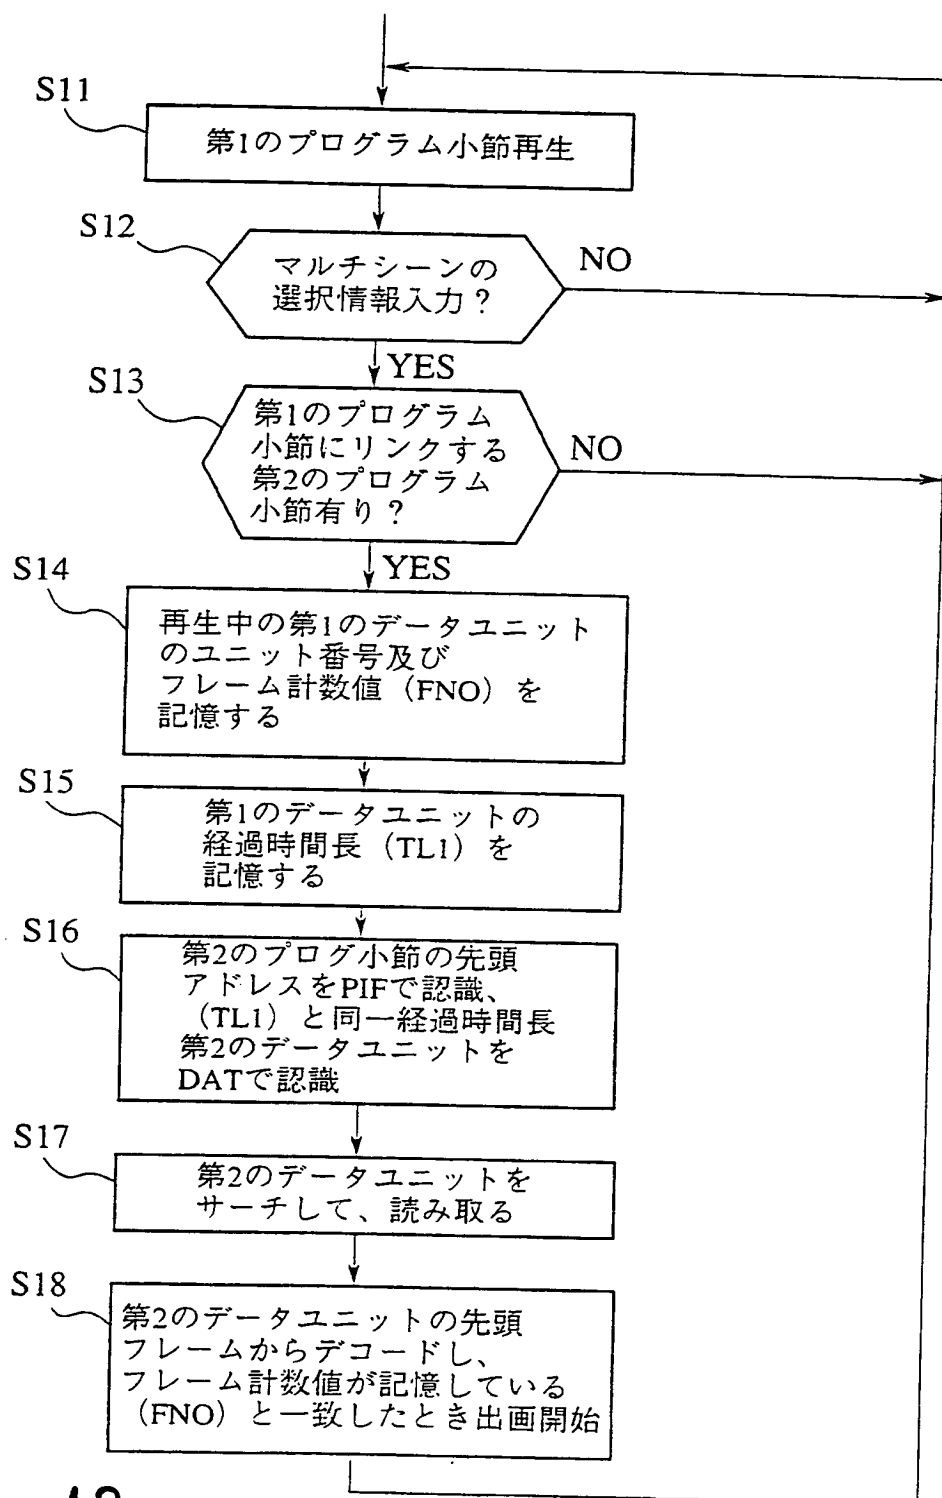 S11
第1のプログラム小節再生
S12
マルチシーンの
選択情報入力？
NO
YES
S13
第1のプログラム
小節にリンクする
第2のプログラム
小節有り？
NO
YES
S14
再生中の第1のデータユニット
のユニット番号及び
フレーム計数値（FNO）を
記憶する
S15
第1のデータユニットの
経過時間長（TL1）を
記憶する
S16
第2のプログ小節の先頭
アドレスをPIFで認識、
（TL1）と同一経過時間長
第2のデータユニットを
DATで認識
S17
第2のデータユニットを
サーチして、読み取る
S18
第2のデータユニットの先頭
フレームからデコードし、
フレーム計数値が記憶している
（FNO）と一致したとき出画開始